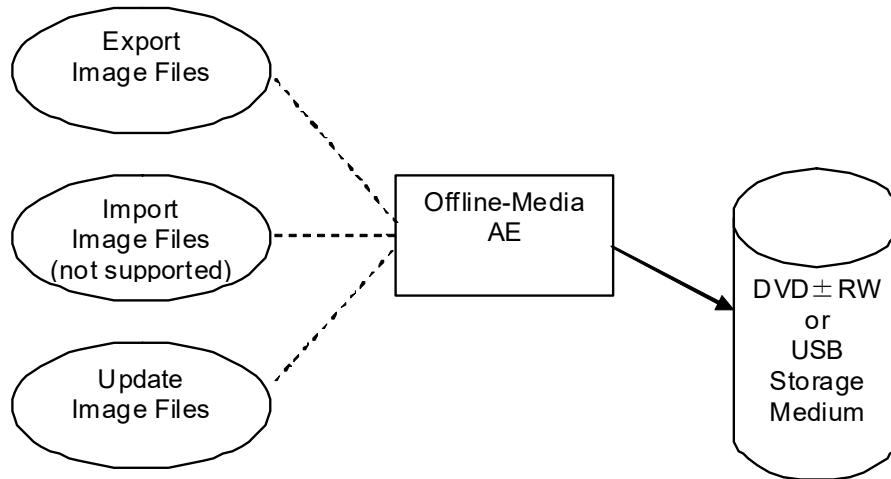 Export
Image Files
Import
Image Files
(not supported)
Update
Image Files
Offline-Media
AE
DVD± RW
or
USB
Storage
Medium